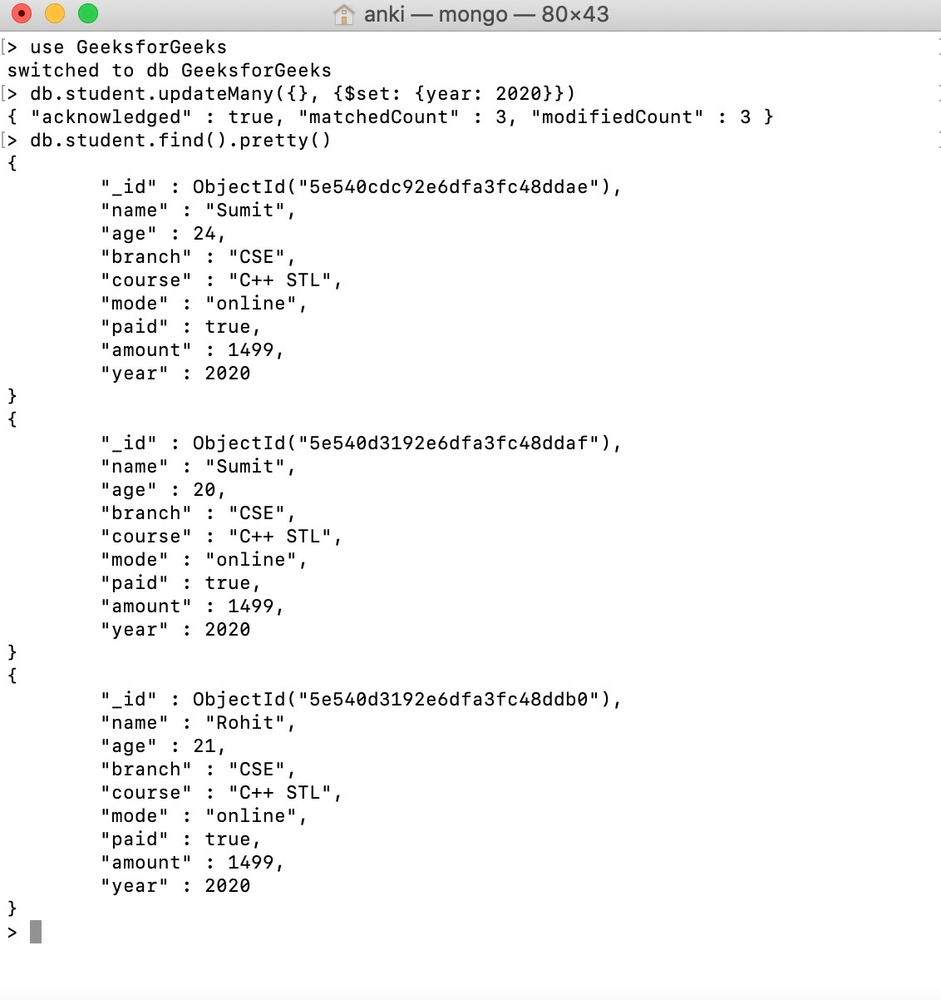 anki — mongo — 80×43
[> use GeeksforGeeks
switched to db GeeksforGeeks
[> db.student.updateMany({}, {$set: {year: 2020}})
{ "acknowledged" : true, "matchedCount" : 3, "modifiedCount" : 3 }
[> db.student.find().pretty()
{
"_id" : ObjectId("5e540cdc92e6dfa3fc48ddae"),
"name" : "Sumit",
"age" : 24,
"branch" : "CSE",
"course" : "C++ STL",
"mode" : "online",
"paid" : true,
"amount" : 1499,
"year" : 2020
}
{
"_id" : ObjectId("5e540d3192e6dfa3fc48ddaf"),
"name" : "Sumit",
"age" : 20,
"branch" : "CSE",
"course" : "C++ STL",
"mode" : "online",
"paid" : true,
"amount" : 1499,
"year" : 2020
}
{
"_id" : ObjectId("5e540d3192e6dfa3fc48ddb0"),
"name" : "Rohit",
"age" : 21,
"branch" : "CSE",
"course" : "C++ STL",
"mode" : "online",
"paid" : true,
"amount" : 1499,
"year" : 2020
}
>